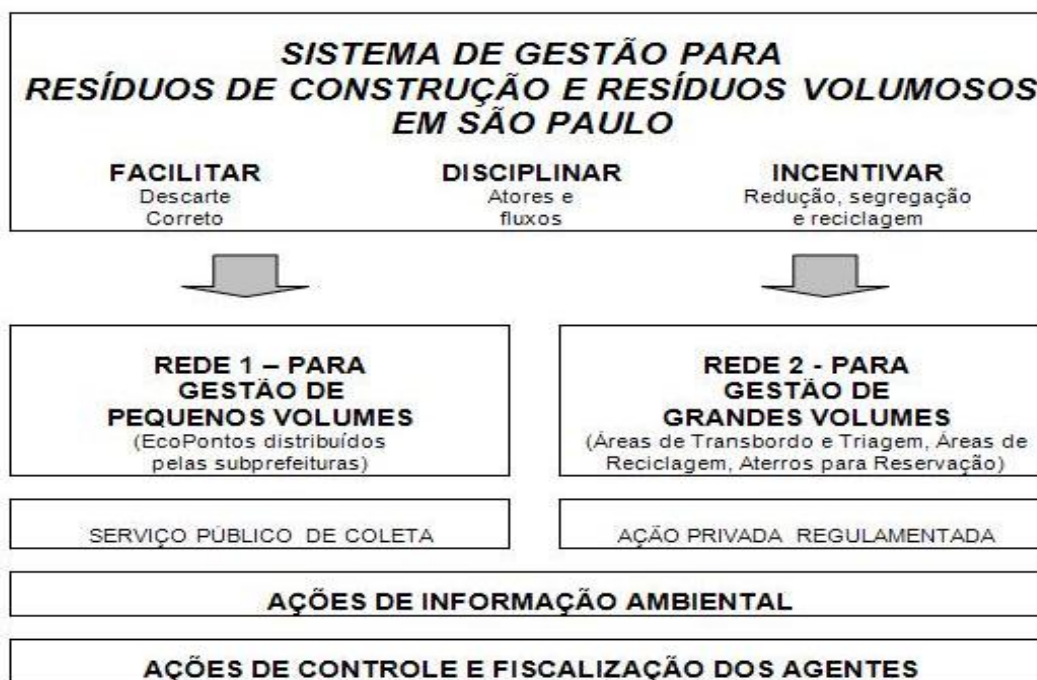 SISTEMA DE GESTÃO PARA
RESÍDUOS DE CONSTRUÇÃO E RESÍDUOS VOLUMOSOS
EM SÃO PAULO
FACILITAR
Descarte
Correto
DISCIPLINAR
Atores e
fluxos
INCENTIVAR
Redução, segregação
e reciclagem
REDE 1 – PARA
GESTÃO DE
PEQUENOS VOLUMES
(EcoPontos distribuídos
pelas subprefeituras)
REDE 2 - PARA
GESTÃO DE
GRANDES VOLUMES
(Áreas de Transbordo e Triagem, Áreas de
Reciclagem, Aterros para Reservação)
SERVIÇO PÚBLICO DE COLETA
AÇÃO PRIVADA REGULAMENTADA
AÇÕES DE INFORMAÇÃO AMBIENTAL
AÇÕES DE CONTROLE E FISCALIZAÇÃO DOS AGENTES